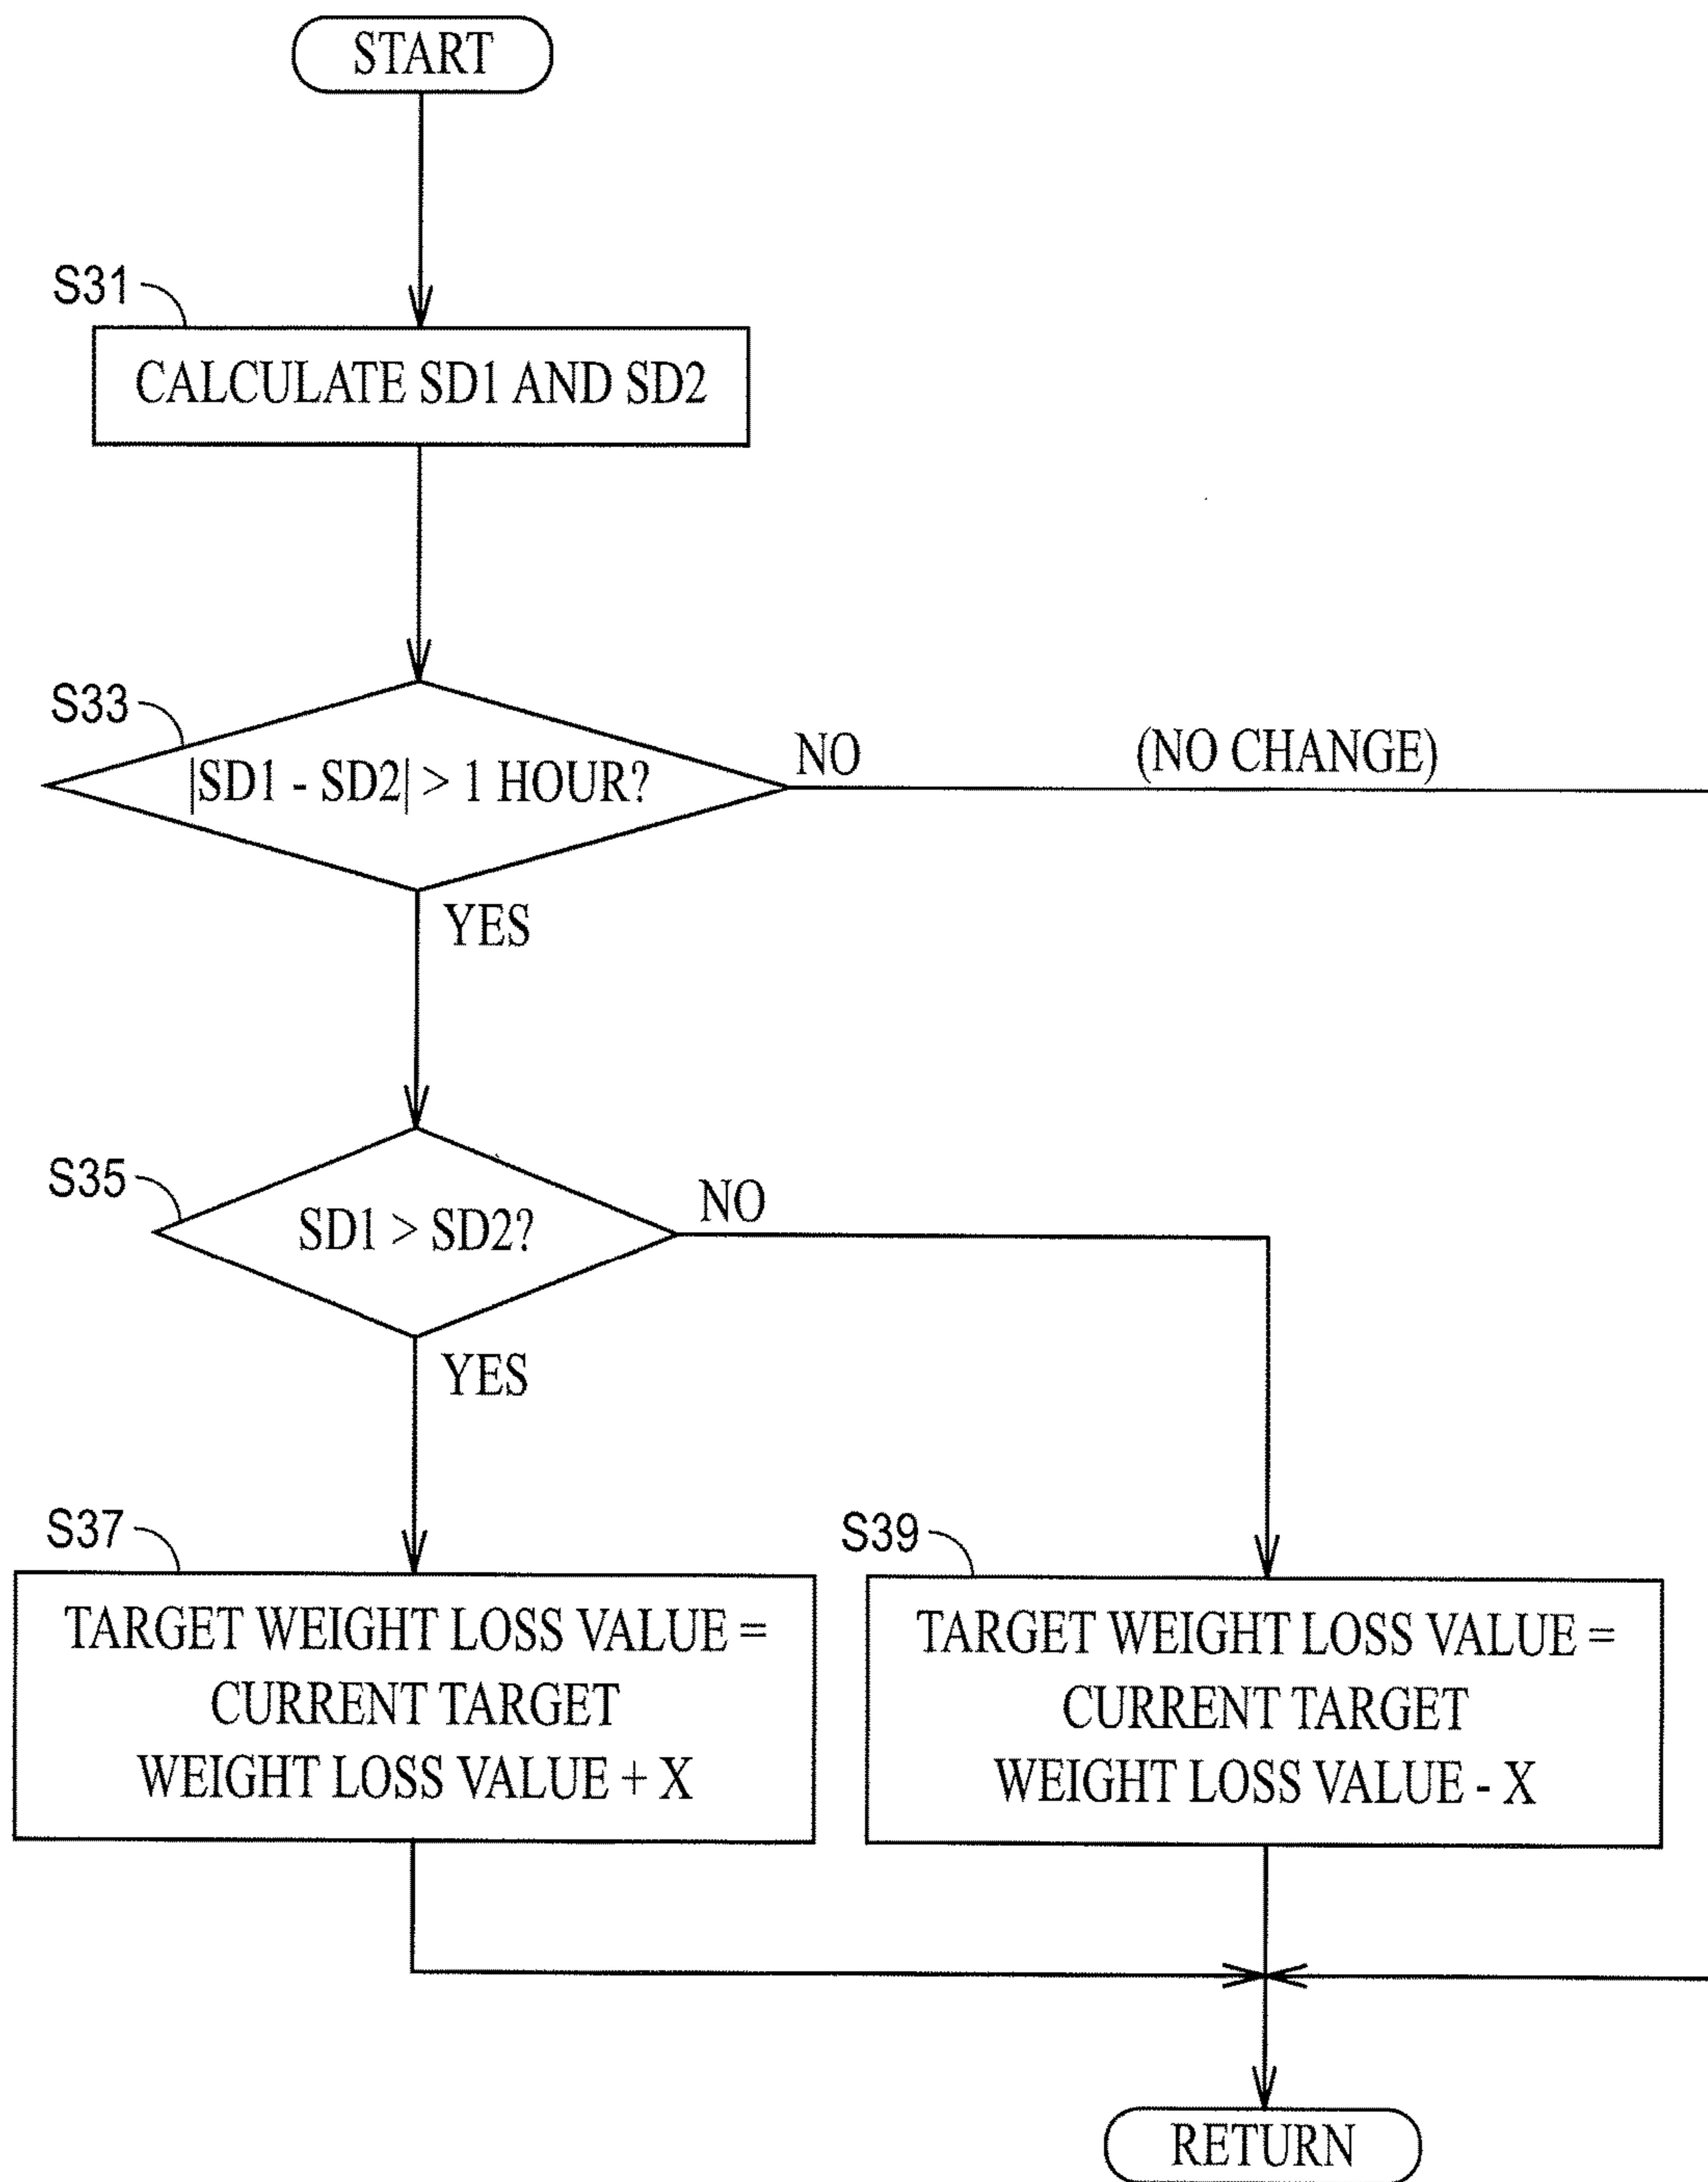 START
S31
CALCULATE SD1 AND SD2
S33
|SD1 - SD2| > 1 HOUR?
NO
(NO CHANGE)
YES
S35
SD1 > SD2?
NO
YES
S37
TARGET WEIGHT LOSS VALUE =
CURRENT TARGET
WEIGHT LOSS VALUE + X
S39
TARGET WEIGHT LOSS VALUE =
CURRENT TARGET
WEIGHT LOSS VALUE - X
RETURN